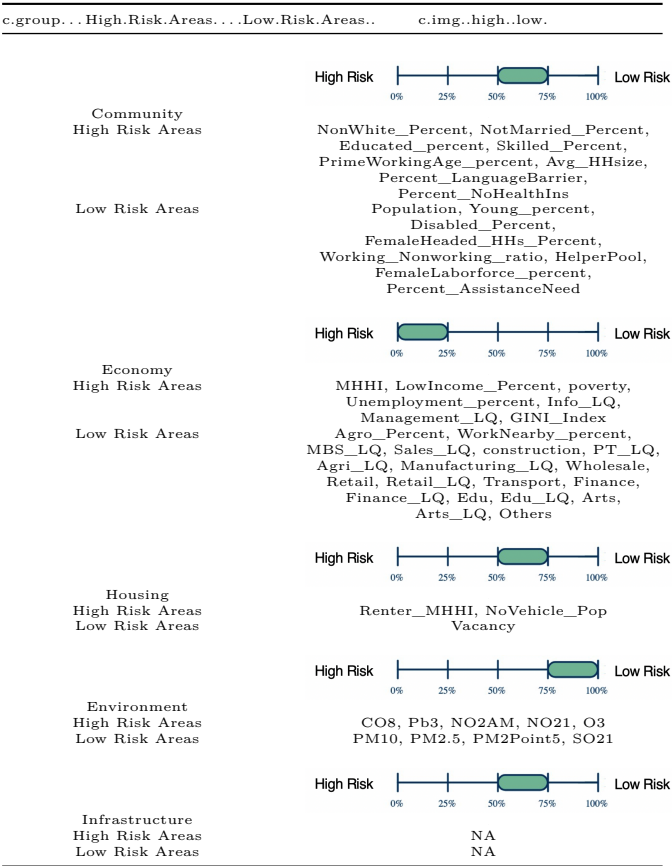 c.group. . . High.Risk.Areas. . . .Low.Risk.Areas.. c.img..high..low.
High Risk Low Risk
0% 25% 50% 75% 100%
Community
High Risk Areas NonWhite_Percent, NotMarried_Percent,
Educated_percent, Skilled_Percent,
PrimeWorkingAge_percent, Avg_HHsize,
Percent_LanguageBarrier,
Percent_NoHealthIns
Low Risk Areas Population, Young_percent,
Disabled_Percent,
FemaleHeaded_HHs_Percent,
Working_Nonworking_ratio, HelperPool,
FemaleLaborforce_percent,
Percent_AssistanceNeed
High Risk Low Risk
0% 25% 50% 75% 100%
Economy
High Risk Areas MHHI, LowIncome_Percent, poverty,
Unemployment_percent, Info_LQ,
Management_LQ, GINI_Index
Low Risk Areas Agro_Percent, WorkNearby_percent,
MBS_LQ, Sales_LQ, construction, PT_LQ,
Agri_LQ, Manufacturing_LQ, Wholesale,
Retail, Retail_LQ, Transport, Finance,
Finance_LQ, Edu, Edu_LQ, Arts,
Arts_LQ, Others
High Risk Low Risk
0% 25% 50% 75% 100%
Housing
High Risk Areas Renter_MHHI, NoVehicle_Pop
Low Risk Areas Vacancy
High Risk Low Risk
0% 25% 50% 75% 100%
Environment
High Risk Areas CO8, Pb3, NO2AM, NO21, O3
Low Risk Areas PM10, PM2.5, PM2Point5, SO21
High Risk Low Risk
0% 25% 50% 75% 100%
Infrastructure
High Risk Areas NA
Low Risk Areas NA